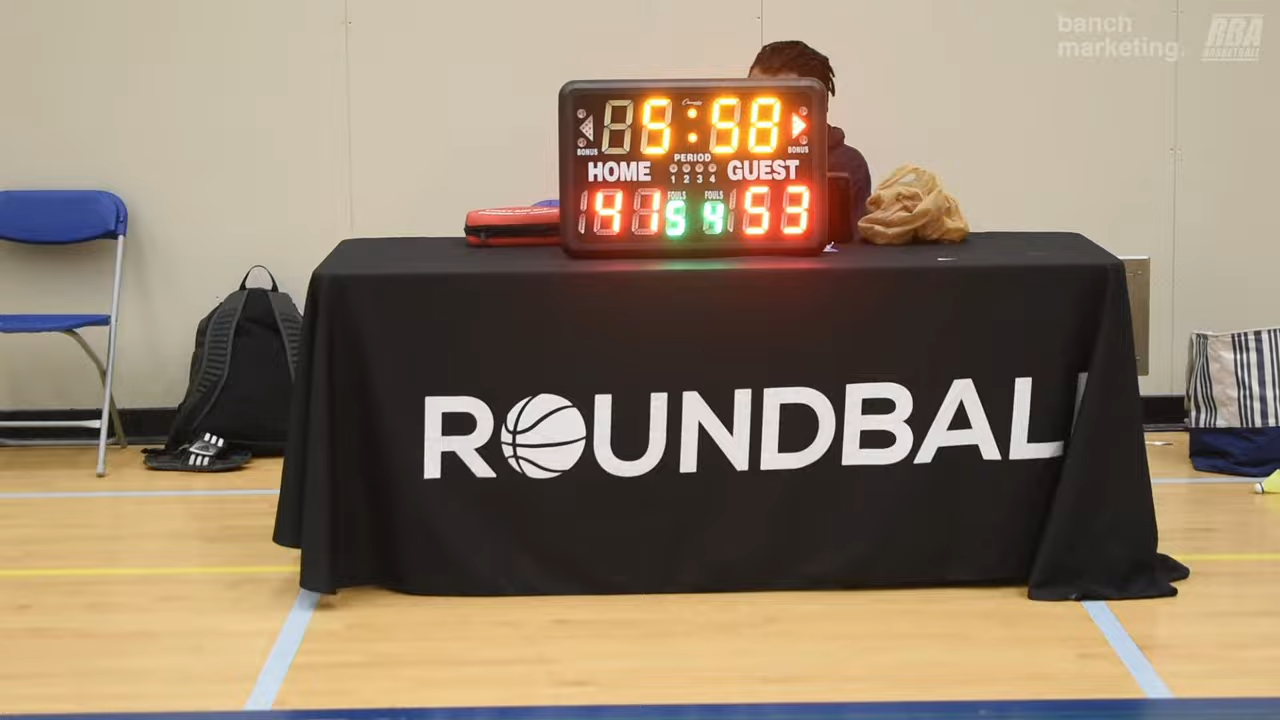 banch
marketing.
RBA
BASKETBALL
5:58
BONUS
PERIOD
BONUS
HOME
1 2 3 4
GUEST
FOULS
FOULS
41
5
4
53
ROUNDBAL